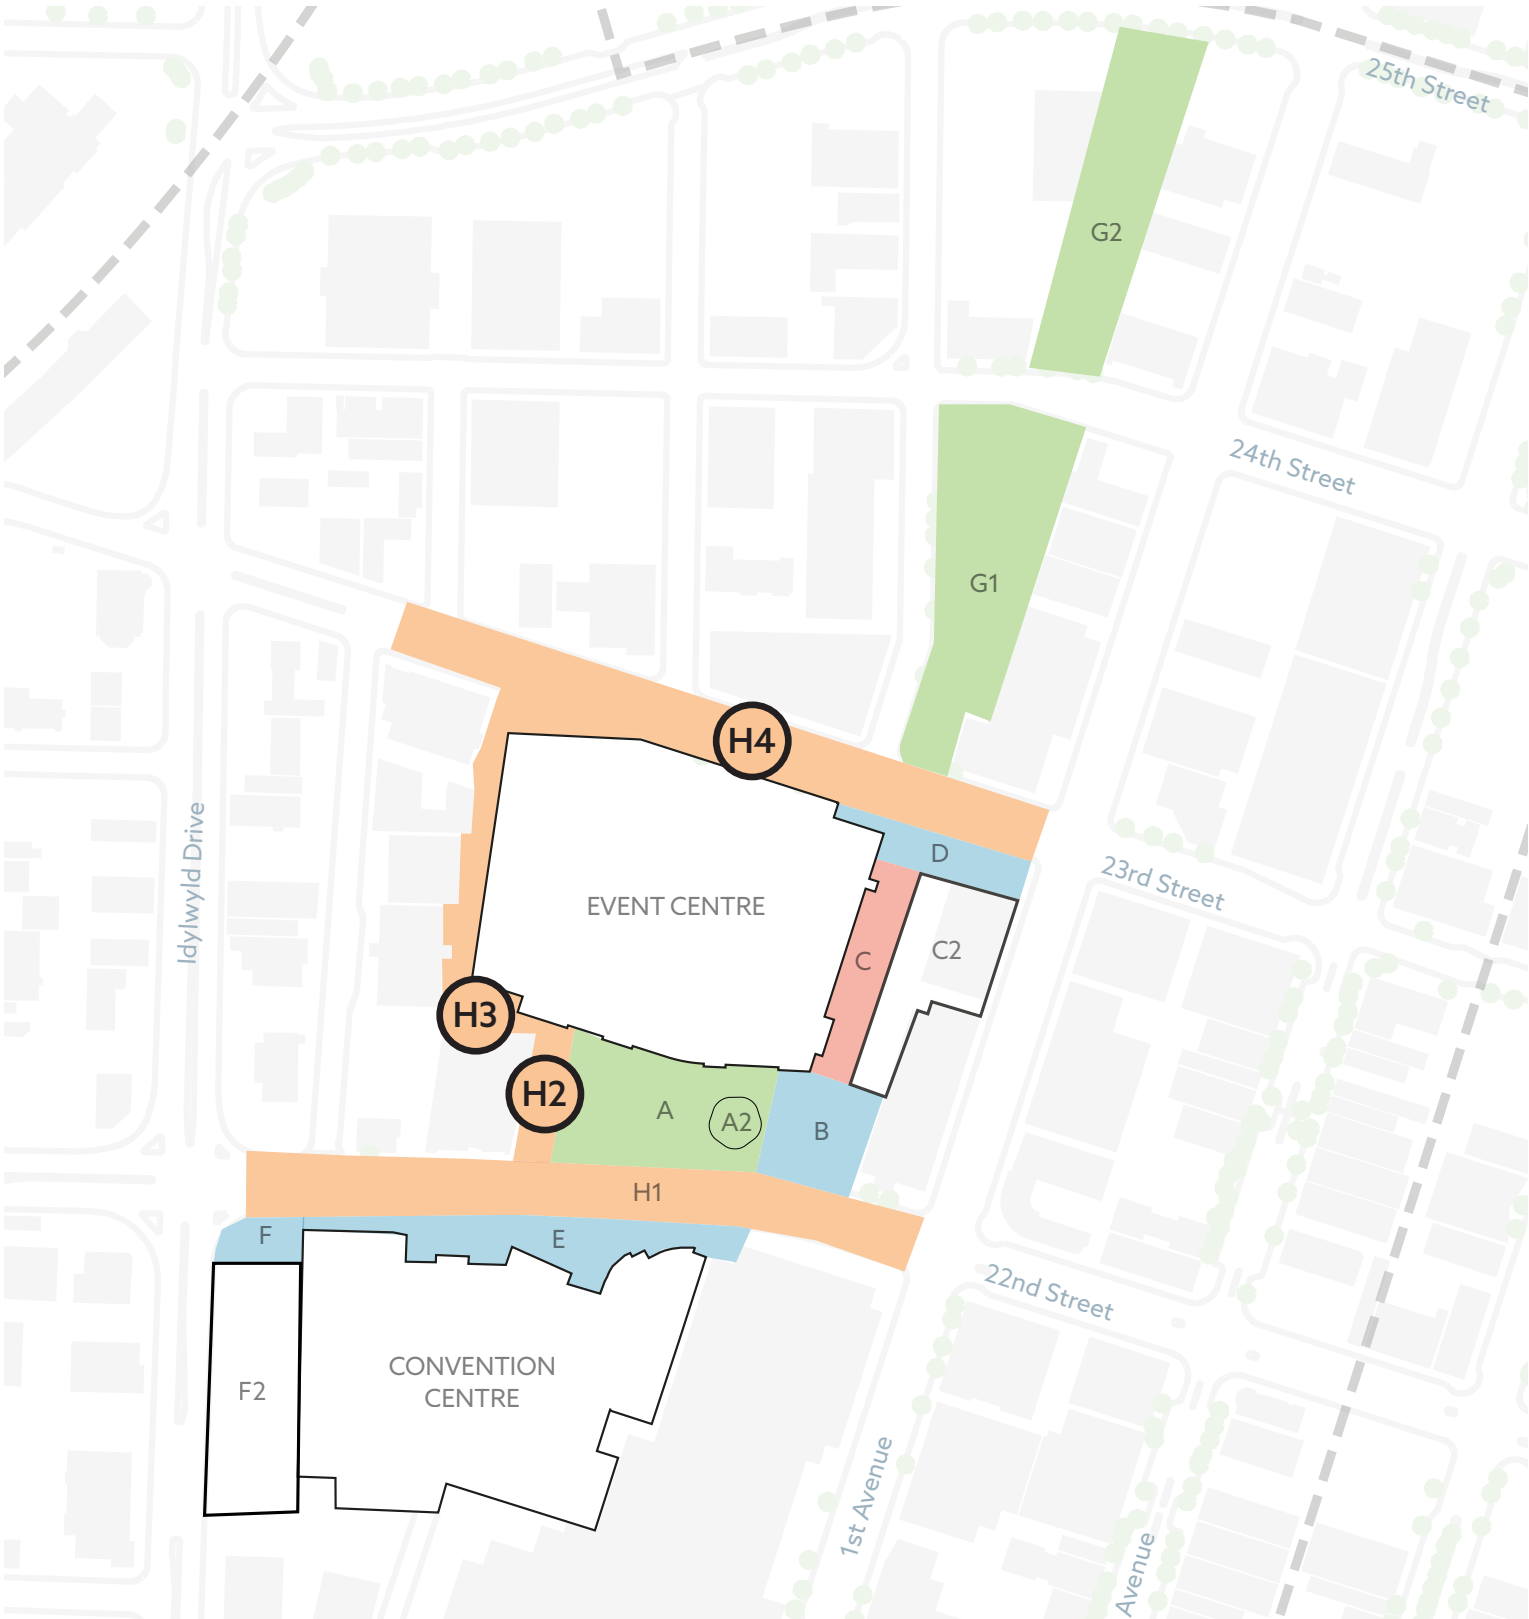 25th Street
G2
24th Street
G1
H4
D
23rd Street
Idylwyld Drive
EVENT CENTRE
C2
C
H3
H2
A
A2
B
H1
F
E
22nd Street
CONVENTION
CENTRE
F2
1st Avenue
Avenue